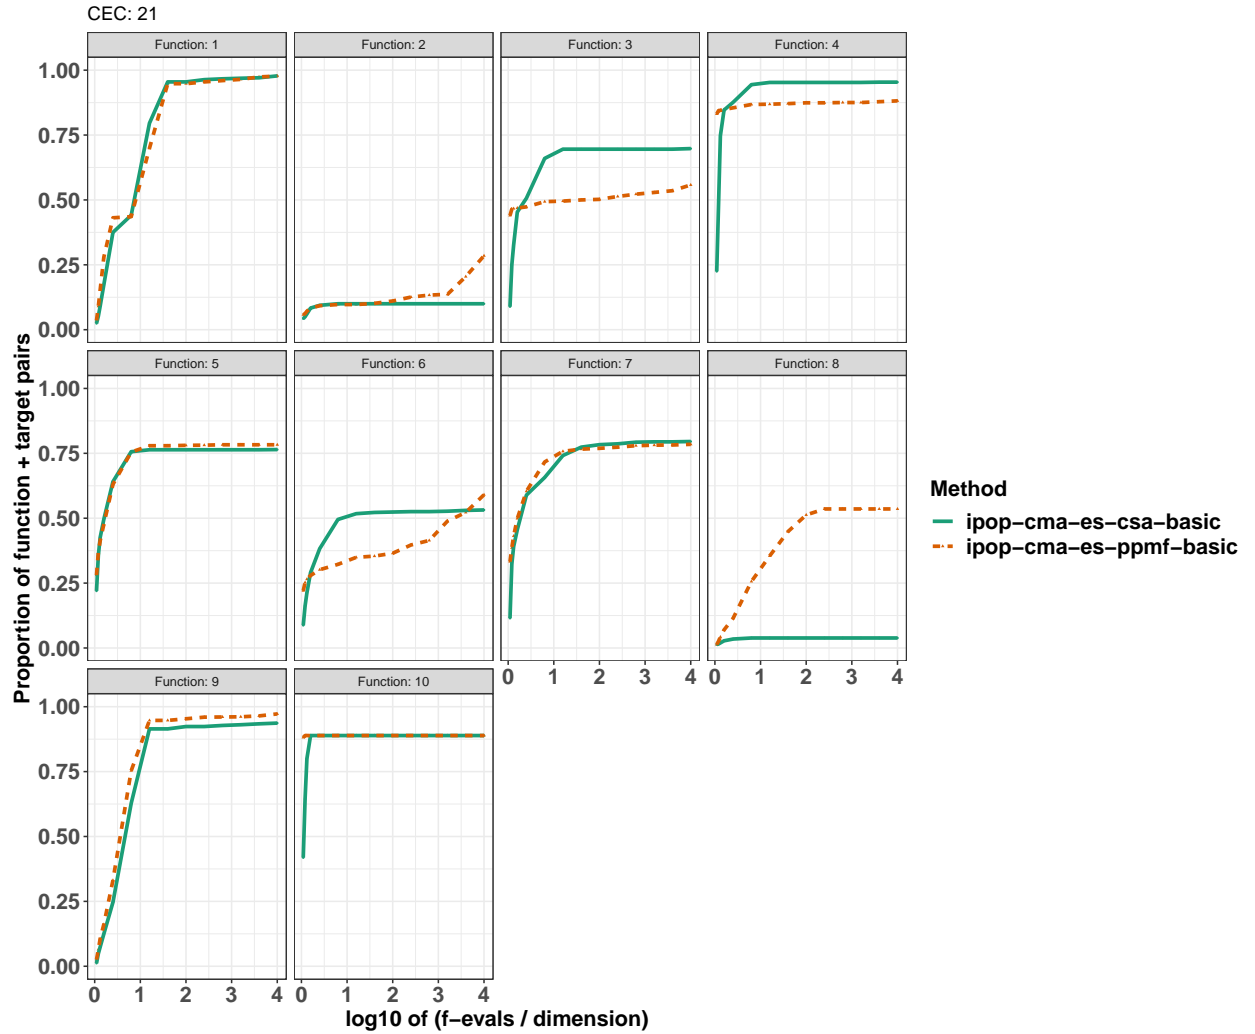 CEC: 21
Function: 1
Function: 2
Function: 3
Function: 4
1.00
0.75
0.50
0.25
0.00
Function: 5
Function: 6
Function: 7
Function: 8
1.00
0.75
0.50
0.25
0.00
0 1 2 3 4
0 1 2 3 4
Function: 9
Function: 10
1.00
0.75
0.50
0.25
0.00
0 1 2 3 4
0 1 2 3 4
log10 of (f−evals / dimension)
Proportion of function + target pairs
Method
ipop−cma−es−csa−basic
ipop−cma−es−ppmf−basic